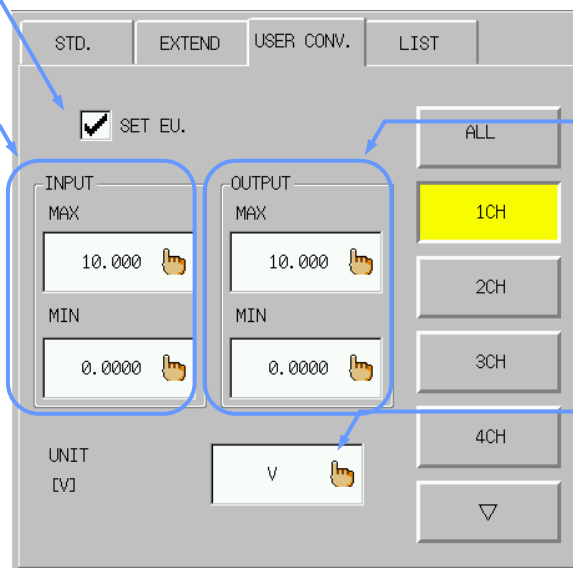 STD. EXTEND USER CONV. LIST
SET EU.
ALL
INPUT OUTPUT
MAX MAX
1CH
10.000 10.000
2CH
MIN MIN
0.0000 0.0000
3CH
4CH
UNIT
[V]
V
▽